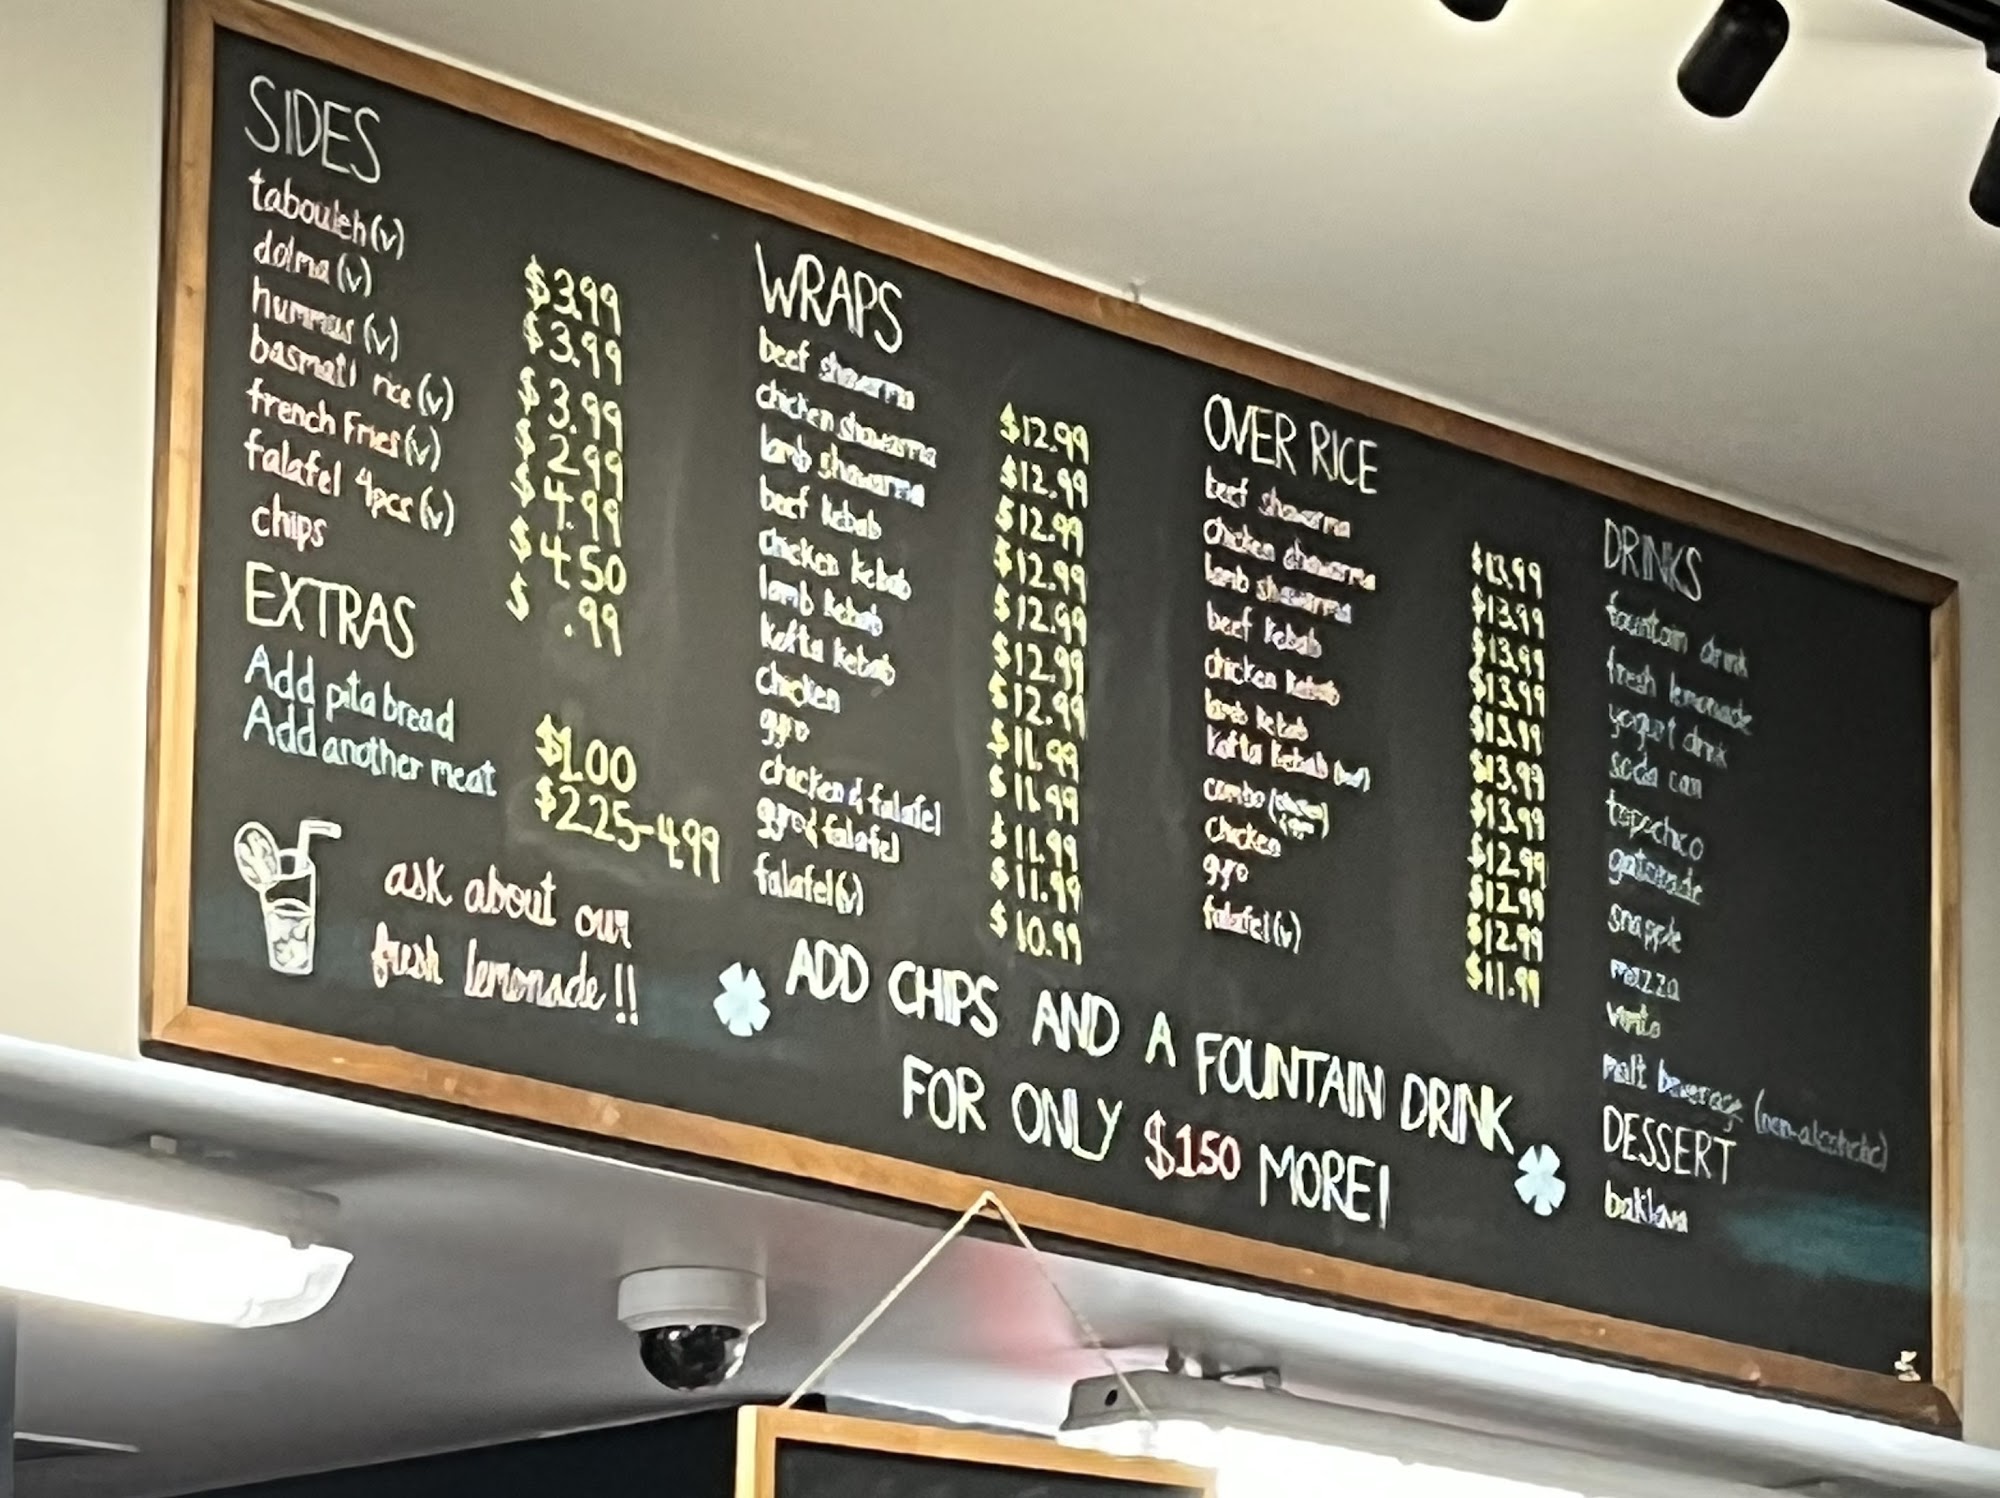 SIDES
tabouleh (v) $3.99
dolma (v) $3.99
hummus (v) $3.99
basmati rice (v) $2.99
french fries (v) $4.99
falafel 4pcs (v) $4.50
chips $.99
EXTRAS
Add pita bread $1.00
Add another meat $2.25-4.99
ask about our
fresh lemonade!!
WRAPS
beef shawarma $12.99
chicken shawarma $12.99
lamb shawarma $12.99
beef kebab $12.99
chicken kebab $12.99
lamb kebab $12.99
kofta kebab $12.99
chicken $11.99
gyro $11.99
chicken & falafel $11.99
gyro & falafel $11.99
falafel (v) $10.99
OVER RICE
beef shawarma $13.99
chicken shawarma $13.99
lamb shawarma $13.99
beef kebab $13.99
chicken kebab $13.99
lamb kebab $13.99
kofta kebab $13.99
combo $12.99
chicken $12.99
gyro $12.99
falafel (v) $11.99
DRINKS
fountain drink
fresh lemonade
yogurt drink
soda can
topochico
gatorade
snapple
mazza
vimto
malt beverage (non-alcoholic)
DESSERT
baklava
ADD CHIPS AND A FOUNTAIN DRINK
FOR ONLY $1.50 MORE!